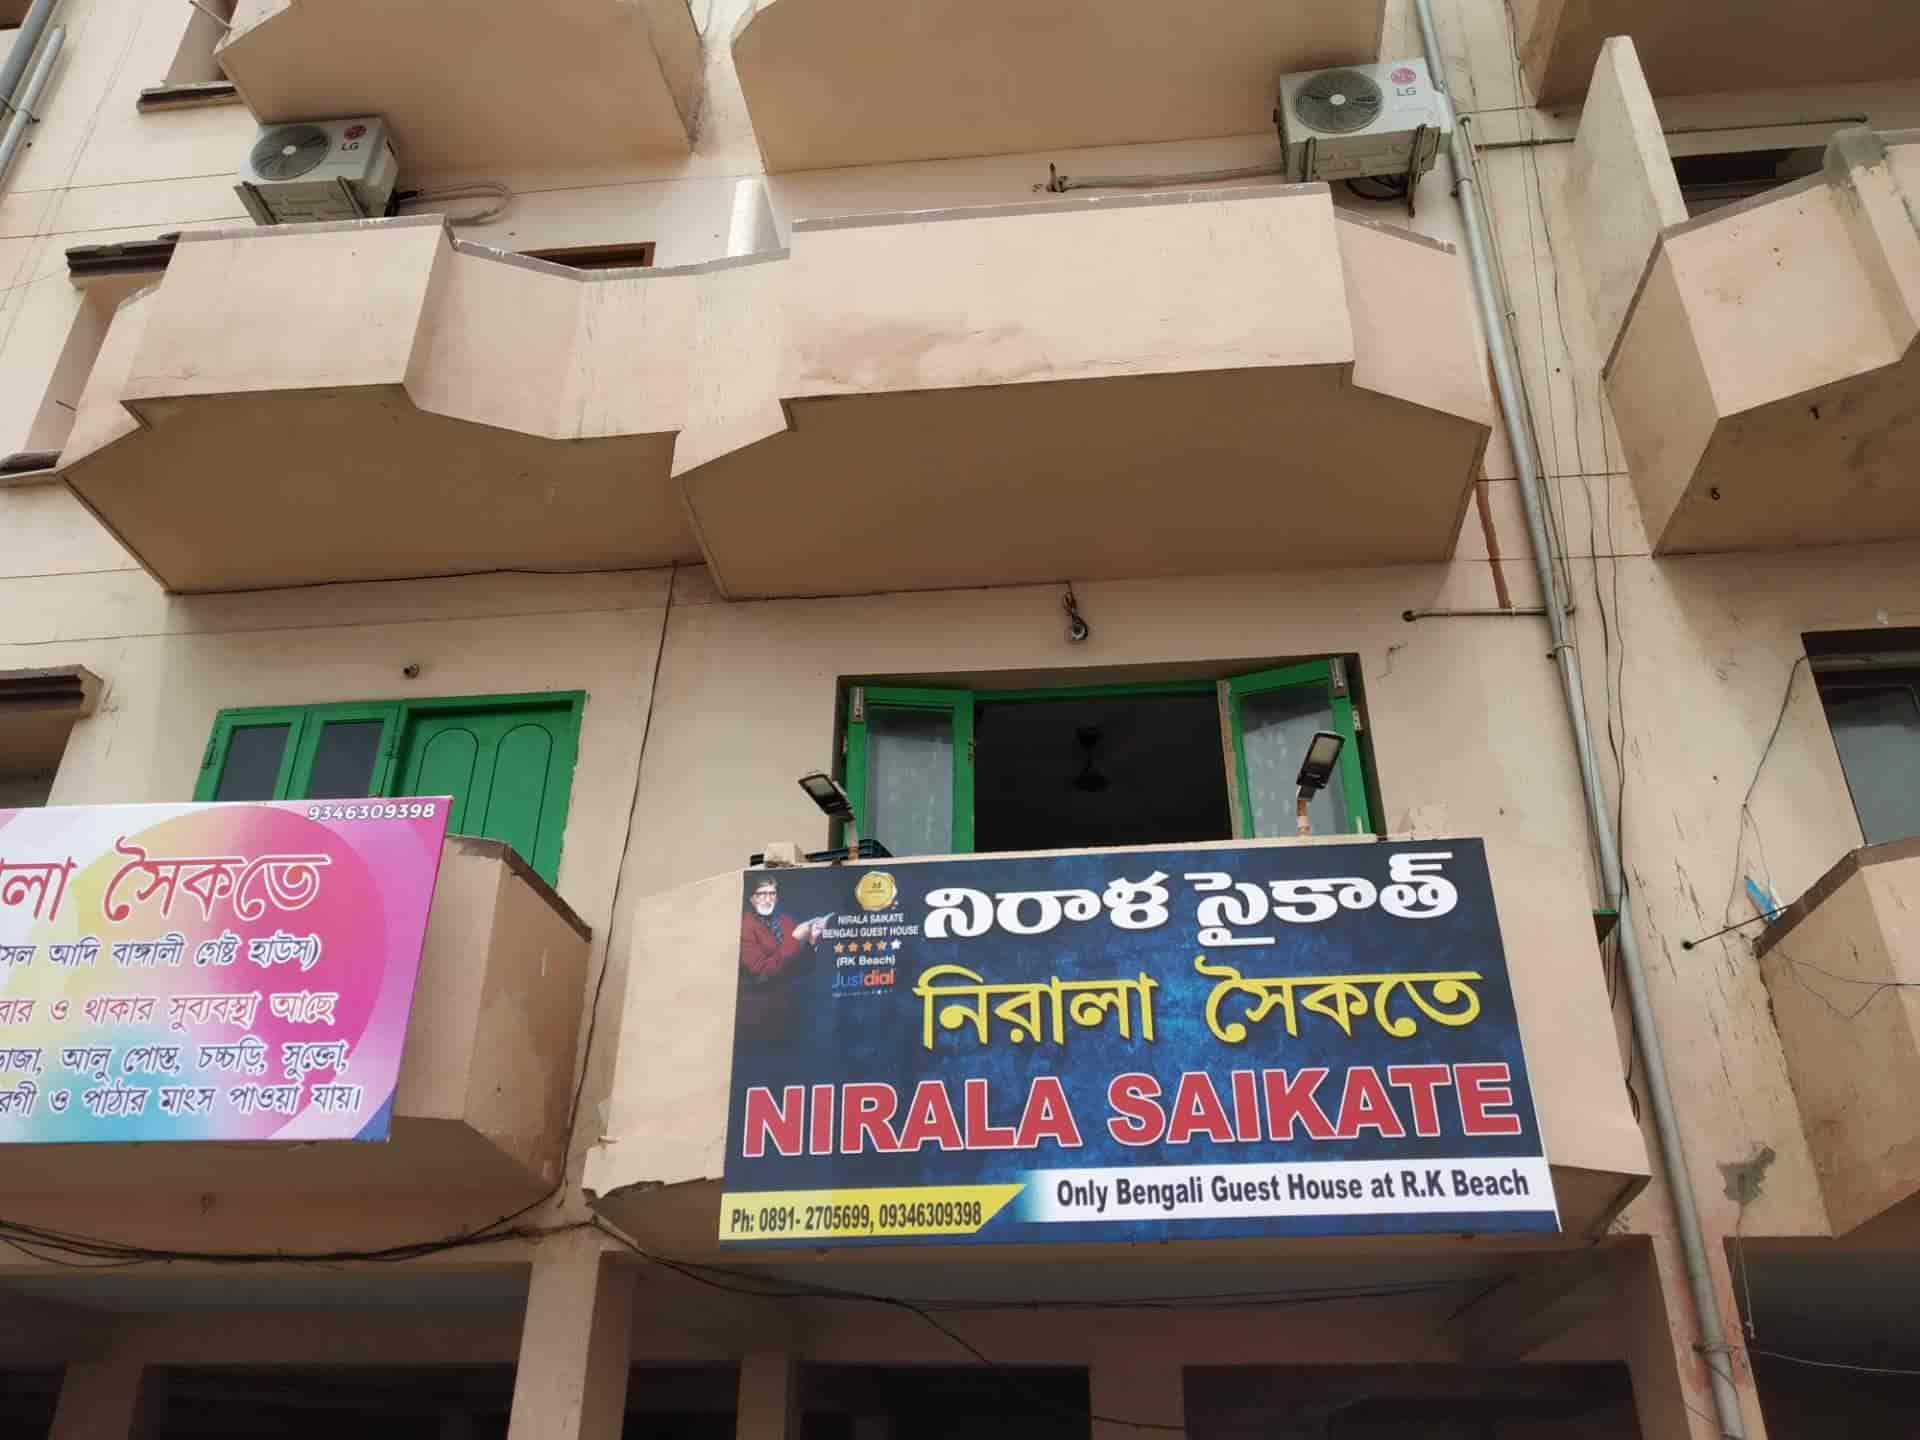 LG
LG
9346309398
লা সৈকতে
সল আদি বাঙ্গালী গেষ্ট হাউস)
বার ও থাকার সুব্যবস্থা আছে
ভাজা, আলু পোস্ত, চচ্চড়ি, সুক্তো,
রগী ও পাঠার মাংস পাওয়া যায়।
నిరాళ సైకాత్
NIRALA SAIKATE
BENGALI GUEST HOUSE
(RK Beach)
Justdial
নিরালা সৈকতে
NIRALA SAIKATE
Only Bengali Guest House at R.K Beach
Ph: 0891- 2705699, 09346309398